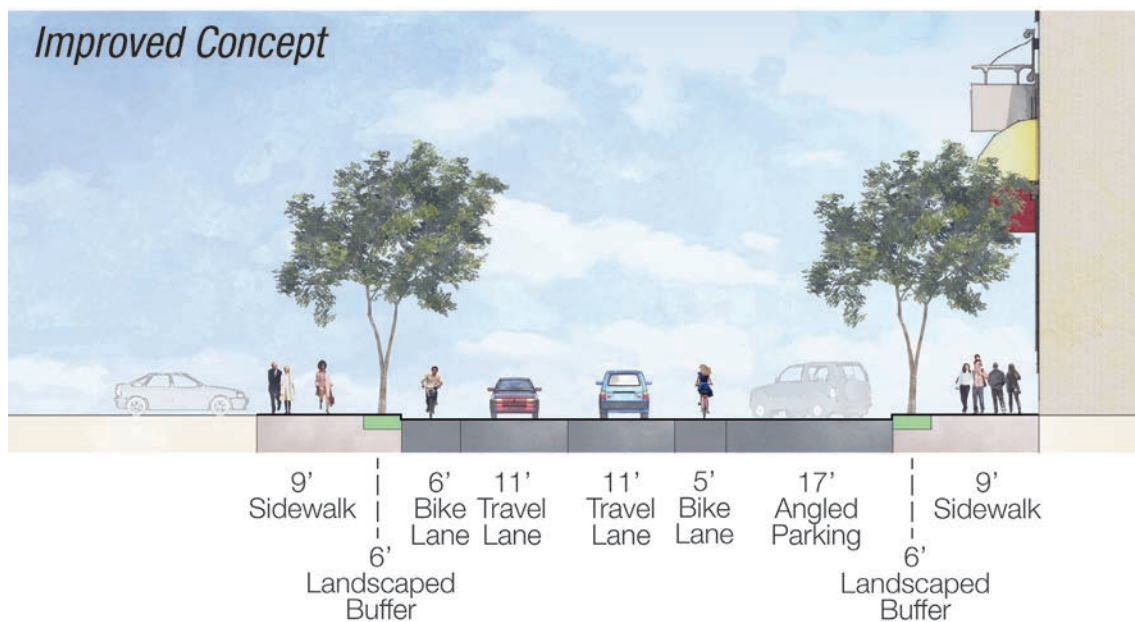 Improved Concept
9’
Sidewalk
6’
Landscaped
Buffer
6’
Bike
Lane
11’
Travel
Lane
11’
Travel
Lane
5’
Bike
Lane
17’
Angled
Parking
6’
Landscaped
Buffer
9’
Sidewalk